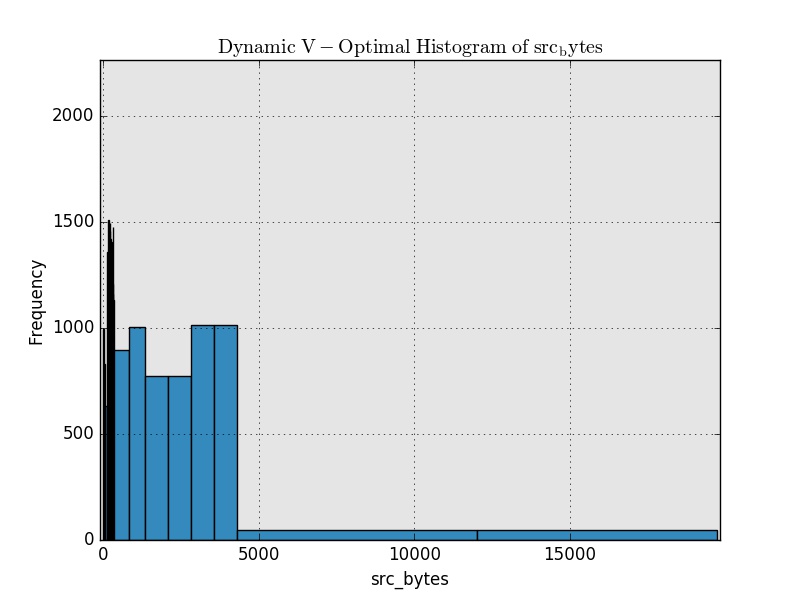 Dynamic V − Optimal Histogram of src_bytes
2000
1500
1000
500
0
Frequency
0 5000 10000 15000
src_bytes